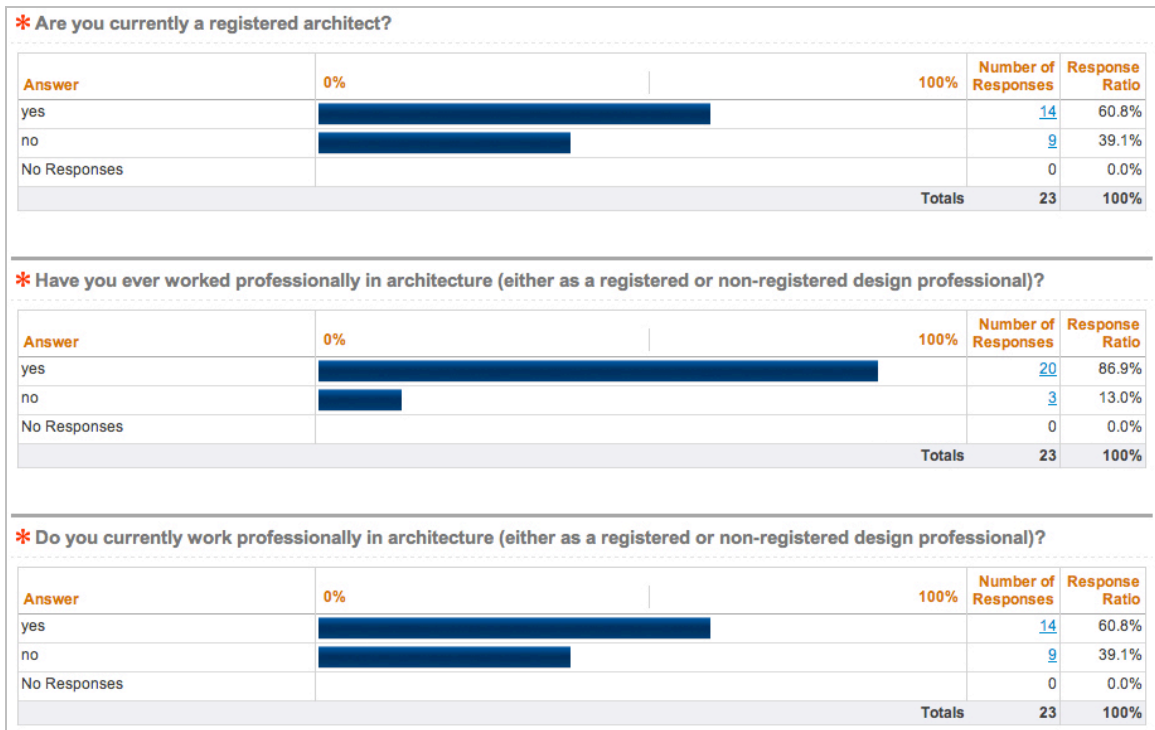 * Are you currently a registered architect?
Answer 0% 100% Number of Responses Response Ratio
yes 14 60.8%
no 9 39.1%
No Responses 0 0.0%
Totals 23 100%
* Have you ever worked professionally in architecture (either as a registered or non-registered design professional)?
Answer 0% 100% Number of Responses Response Ratio
yes 20 86.9%
no 3 13.0%
No Responses 0 0.0%
Totals 23 100%
* Do you currently work professionally in architecture (either as a registered or non-registered design professional)?
Answer 0% 100% Number of Responses Response Ratio
yes 14 60.8%
no 9 39.1%
No Responses 0 0.0%
Totals 23 100%